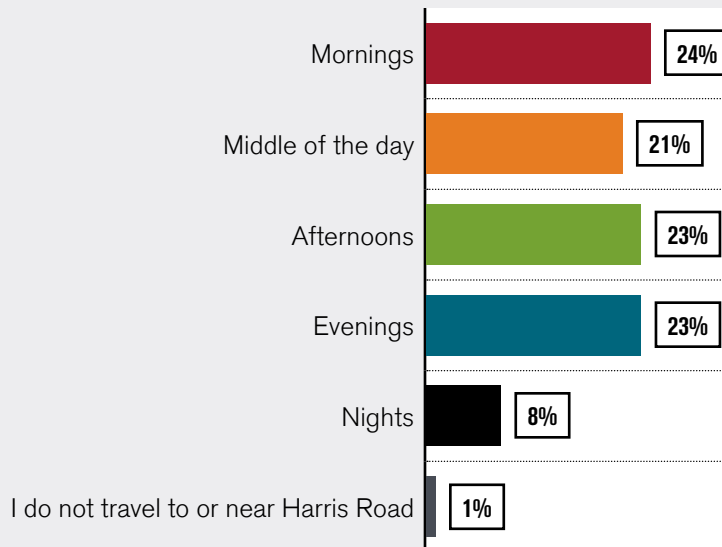 Mornings 24%
Middle of the day 21%
Afternoons 23%
Evenings 23%
Nights 8%
I do not travel to or near Harris Road 1%